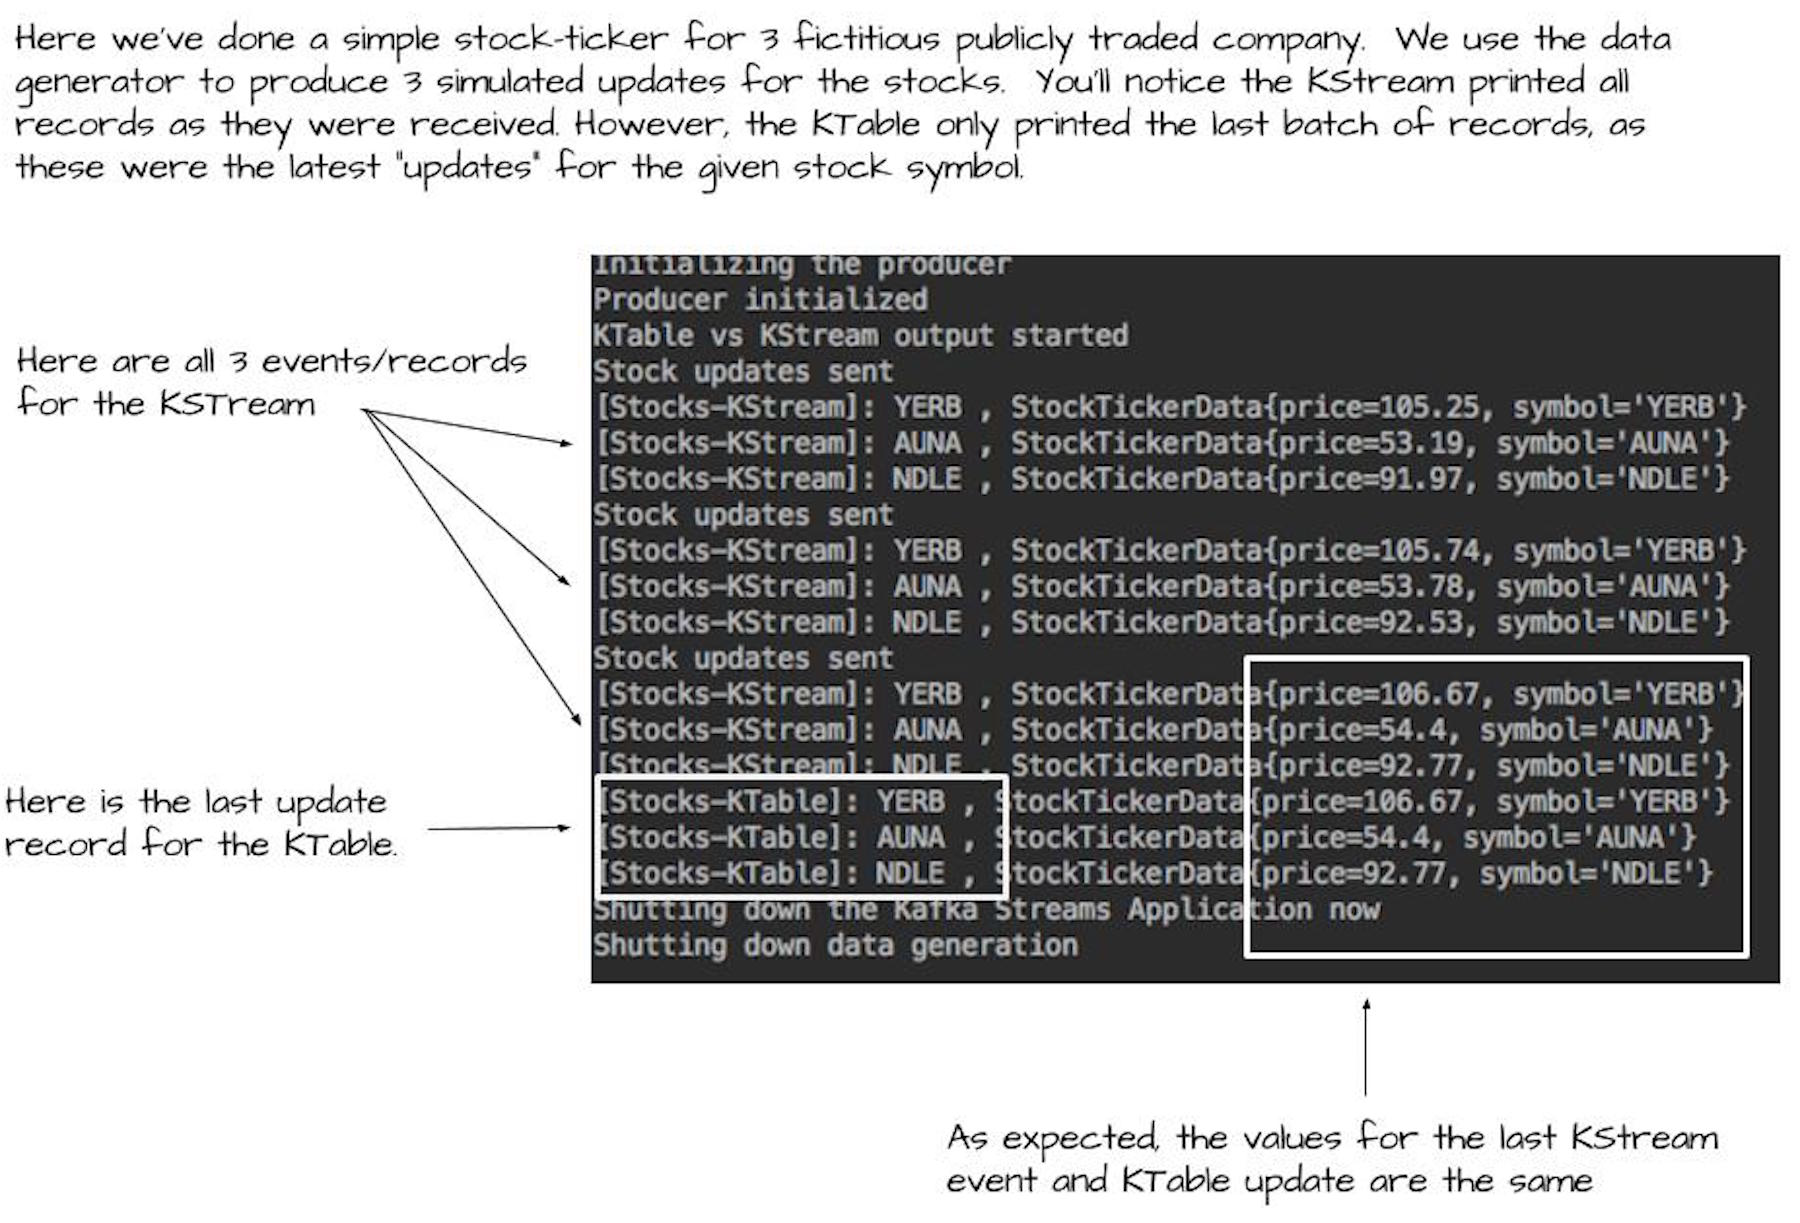 Here we've done a simple stock-ticker for 3 fictitious publicly traded company. We use the data
generator to produce 3 simulated updates for the stocks. You'll notice the KStream printed all
records as they were received. However, the KTable only printed the last batch of records, as
these were the latest "updates" for the given stock symbol.
Initializing the producer
Producer initialized
KTable vs KStream output started
Stock updates sent
[Stocks-KStream]: YERB , StockTickerData{price=105.25, symbol='YERB'}
[Stocks-KStream]: AUNA , StockTickerData{price=53.19, symbol='AUNA'}
[Stocks-KStream]: NDLE , StockTickerData{price=91.97, symbol='NDLE'}
Stock updates sent
[Stocks-KStream]: YERB , StockTickerData{price=105.74, symbol='YERB'}
[Stocks-KStream]: AUNA , StockTickerData{price=53.78, symbol='AUNA'}
[Stocks-KStream]: NDLE , StockTickerData{price=92.53, symbol='NDLE'}
Stock updates sent
[Stocks-KStream]: YERB , StockTickerData{price=106.67, symbol='YERB'}
[Stocks-KStream]: AUNA , StockTickerData{price=54.4, symbol='AUNA'}
[Stocks-KStream]: NDLE , StockTickerData{price=92.77, symbol='NDLE'}
[Stocks-KTable]: YERB , StockTickerData{price=106.67, symbol='YERB'}
[Stocks-KTable]: AUNA , StockTickerData{price=54.4, symbol='AUNA'}
[Stocks-KTable]: NDLE , StockTickerData{price=92.77, symbol='NDLE'}
Shutting down the Kafka Streams Application now
Shutting down data generation
Here are all 3 events/records
for the KSTream
Here is the last update
record for the KTable.
As expected, the values for the last KStream
event and KTable update are the same